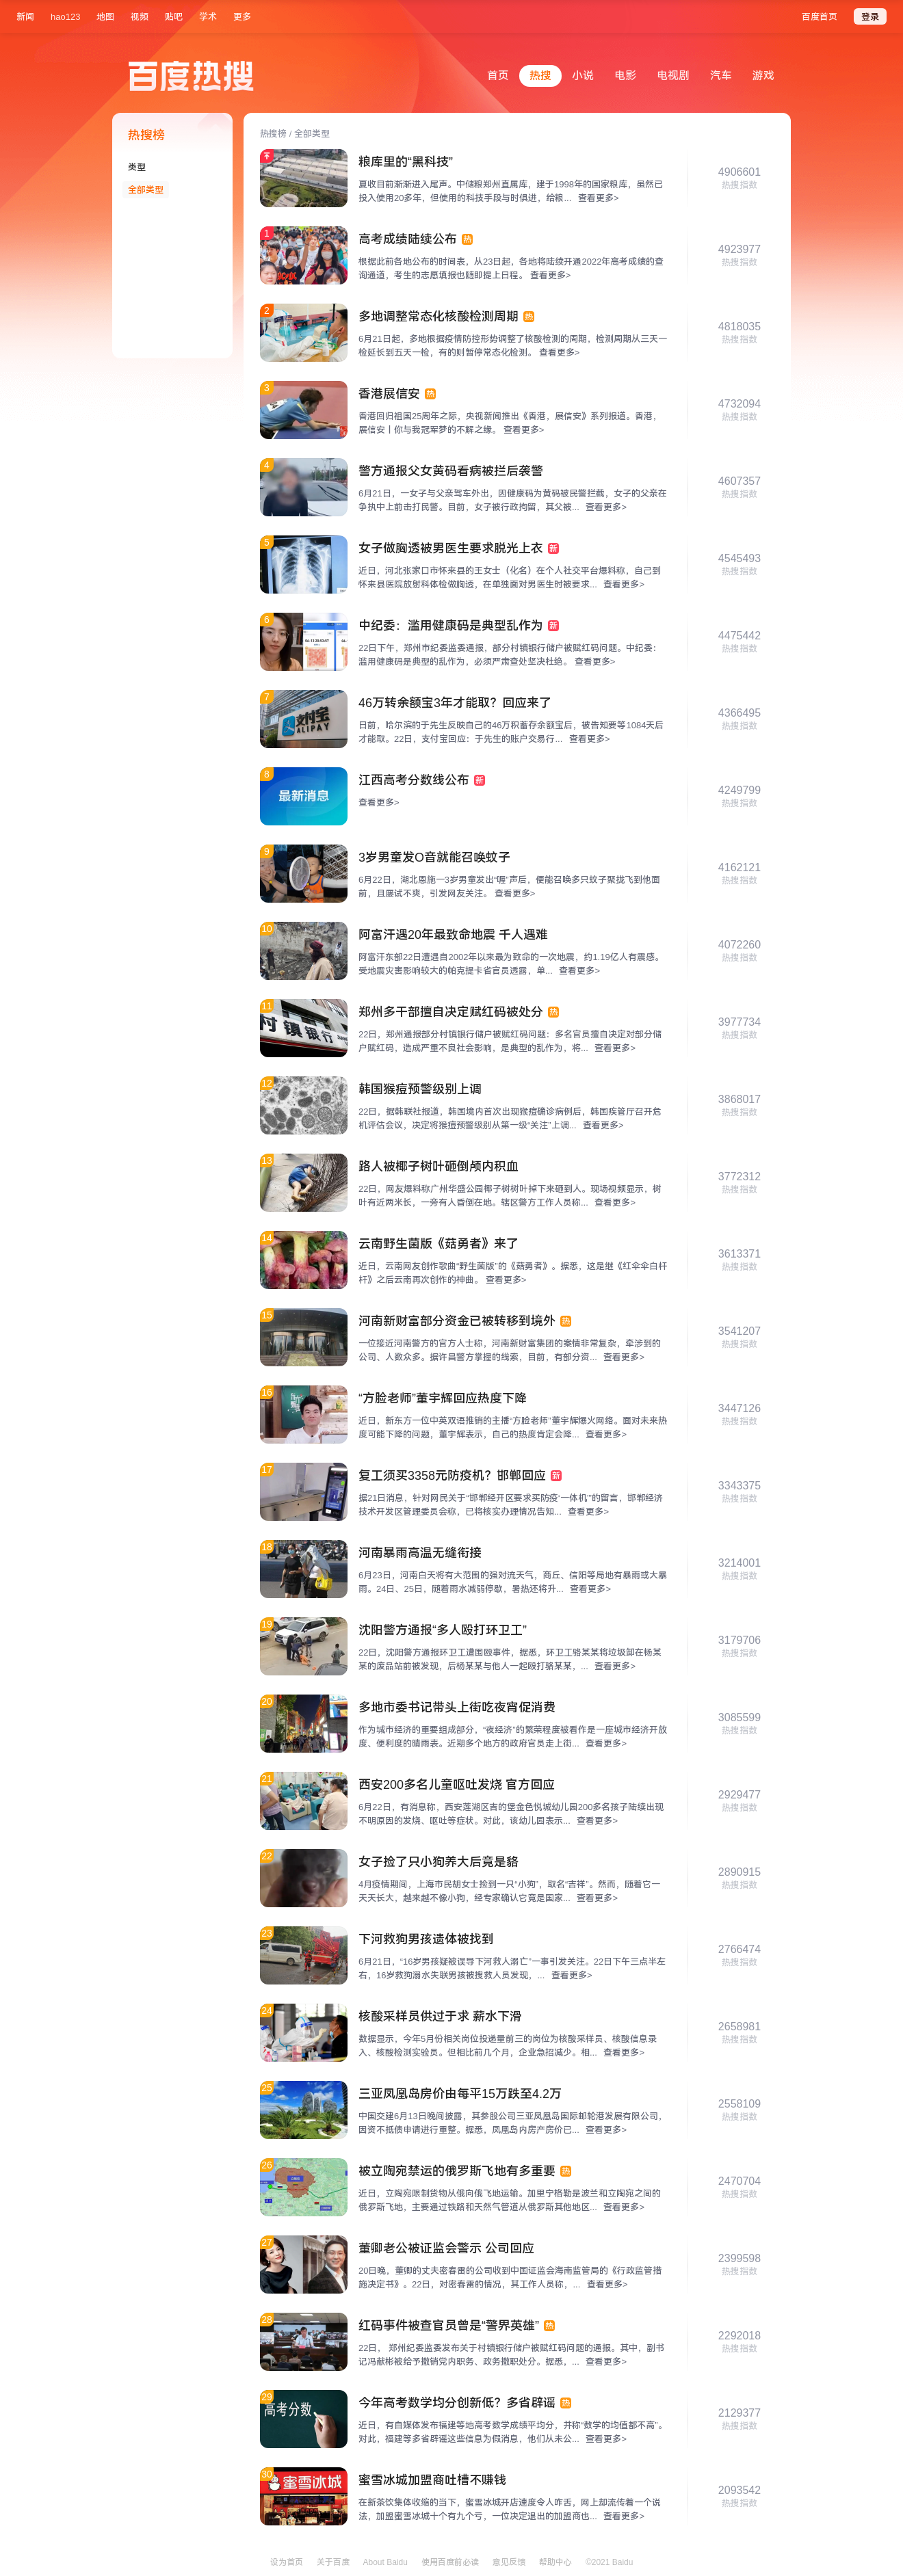 新闻 hao123 地图 视频 贴吧 学术 更多 百度首页 登录
百度热搜
首页 热搜 小说 电影 电视剧 汽车 游戏
热搜榜
类型
全部类型
热搜榜 / 全部类型
粮库里的“黑科技”
夏收目前渐渐进入尾声。中储粮郑州直属库，建于1998年的国家粮库，虽然已
投入使用20多年，但使用的科技手段与时俱进，给粮... 查看更多>
4906601
热搜指数
1
高考成绩陆续公布 热
根据此前各地公布的时间表，从23日起，各地将陆续开通2022年高考成绩的查
询通道，考生的志愿填报也随即提上日程。 查看更多>
4923977
热搜指数
2
多地调整常态化核酸检测周期 热
6月21日起，多地根据疫情防控形势调整了核酸检测的周期，检测周期从三天一
检延长到五天一检，有的则暂停常态化检测。 查看更多>
4818035
热搜指数
3
香港展信安 热
香港回归祖国25周年之际，央视新闻推出《香港，展信安》系列报道。香港，
展信安丨你与我冠军梦的不解之缘。 查看更多>
4732094
热搜指数
4
警方通报父女黄码看病被拦后袭警
6月21日，一女子与父亲驾车外出，因健康码为黄码被民警拦截，女子的父亲在
争执中上前击打民警。目前，女子被行政拘留，其父被... 查看更多>
4607357
热搜指数
5
女子做胸透被男医生要求脱光上衣 新
近日，河北张家口市怀来县的王女士（化名）在个人社交平台爆料称，自己到
怀来县医院放射科体检做胸透，在单独面对男医生时被要求... 查看更多>
4545493
热搜指数
6
中纪委：滥用健康码是典型乱作为 新
22日下午，郑州市纪委监委通报，部分村镇银行储户被赋红码问题。中纪委：
滥用健康码是典型的乱作为，必须严肃查处坚决杜绝。 查看更多>
4475442
热搜指数
7
支付宝
ALIPAY
46万转余额宝3年才能取？回应来了
日前，哈尔滨的于先生反映自己的46万积蓄存余额宝后，被告知要等1084天后
才能取。22日，支付宝回应：于先生的账户交易行... 查看更多>
4366495
热搜指数
8
最新消息
江西高考分数线公布 新
查看更多>
4249799
热搜指数
9
3岁男童发O音就能召唤蚊子
6月22日，湖北恩施一3岁男童发出“喔”声后，便能召唤多只蚊子聚拢飞到他面
前，且屡试不爽，引发网友关注。 查看更多>
4162121
热搜指数
10
阿富汗遇20年最致命地震 千人遇难
阿富汗东部22日遭遇自2002年以来最为致命的一次地震，约1.19亿人有震感。
受地震灾害影响较大的帕克提卡省官员透露，单... 查看更多>
4072260
热搜指数
11
村镇银行
郑州多干部擅自决定赋红码被处分 热
22日，郑州通报部分村镇银行储户被赋红码问题：多名官员擅自决定对部分储
户赋红码，造成严重不良社会影响，是典型的乱作为，将... 查看更多>
3977734
热搜指数
12
韩国猴痘预警级别上调
22日，据韩联社报道，韩国境内首次出现猴痘确诊病例后，韩国疾管厅召开危
机评估会议，决定将猴痘预警级别从第一级“关注”上调... 查看更多>
3868017
热搜指数
13
路人被椰子树叶砸倒颅内积血
22日，网友爆料称广州华盛公园椰子树树叶掉下来砸到人。现场视频显示，树
叶有近两米长，一旁有人昏倒在地。辖区警方工作人员称... 查看更多>
3772312
热搜指数
14
云南野生菌版《菇勇者》来了
近日，云南网友创作歌曲“野生菌版”的《菇勇者》。据悉，这是继《红伞伞白杆
杆》之后云南再次创作的神曲。 查看更多>
3613371
热搜指数
15
河南新财富部分资金已被转移到境外 热
一位接近河南警方的官方人士称，河南新财富集团的案情非常复杂，牵涉到的
公司、人数众多。据许昌警方掌握的线索，目前，有部分资... 查看更多>
3541207
热搜指数
16
“方脸老师”董宇辉回应热度下降
近日，新东方一位中英双语推销的主播“方脸老师”董宇辉爆火网络。面对未来热
度可能下降的问题，董宇辉表示，自己的热度肯定会降... 查看更多>
3447126
热搜指数
17
复工须买3358元防疫机？邯郸回应 新
据21日消息，针对网民关于“邯郸经开区要求买防疫‘一体机’”的留言，邯郸经济
技术开发区管理委员会称，已将核实办理情况告知... 查看更多>
3343375
热搜指数
18
河南暴雨高温无缝衔接
6月23日，河南白天将有大范围的强对流天气，商丘、信阳等局地有暴雨或大暴
雨。24日、25日，随着雨水减弱停歇，暑热还将升... 查看更多>
3214001
热搜指数
19
沈阳警方通报“多人殴打环卫工”
22日，沈阳警方通报环卫工遭围殴事件，据悉，环卫工骆某某将垃圾卸在杨某
某的废品站前被发现，后杨某某与他人一起殴打骆某某，... 查看更多>
3179706
热搜指数
20
多地市委书记带头上街吃夜宵促消费
作为城市经济的重要组成部分，“夜经济”的繁荣程度被看作是一座城市经济开放
度、便利度的晴雨表。近期多个地方的政府官员走上街... 查看更多>
3085599
热搜指数
21
西安200多名儿童呕吐发烧 官方回应
6月22日，有消息称，西安莲湖区吉的堡金色悦城幼儿园200多名孩子陆续出现
不明原因的发烧、呕吐等症状。对此，该幼儿园表示... 查看更多>
2929477
热搜指数
22
女子捡了只小狗养大后竟是貉
4月疫情期间，上海市民胡女士捡到一只“小狗”，取名“吉祥”。然而，随着它一
天天长大，越来越不像小狗，经专家确认它竟是国家... 查看更多>
2890915
热搜指数
23
下河救狗男孩遗体被找到
6月21日，“16岁男孩疑被误导下河救人溺亡”一事引发关注。22日下午三点半左
右，16岁救狗溺水失联男孩被搜救人员发现，... 查看更多>
2766474
热搜指数
24
核酸采样员供过于求 薪水下滑
数据显示，今年5月份相关岗位投递量前三的岗位为核酸采样员、核酸信息录
入、核酸检测实验员。但相比前几个月，企业急招减少。相... 查看更多>
2658981
热搜指数
25
三亚凤凰岛房价由每平15万跌至4.2万
中国交建6月13日晚间披露，其参股公司三亚凤凰岛国际邮轮港发展有限公司，
因资不抵债申请进行重整。据悉，凤凰岛内房产房价已... 查看更多>
2558109
热搜指数
26
被立陶宛禁运的俄罗斯飞地有多重要 热
近日，立陶宛限制货物从俄向俄飞地运输。加里宁格勒是波兰和立陶宛之间的
俄罗斯飞地，主要通过铁路和天然气管道从俄罗斯其他地区... 查看更多>
2470704
热搜指数
27
董卿老公被证监会警示 公司回应
20日晚，董卿的丈夫密春雷的公司收到中国证监会海南监管局的《行政监管措
施决定书》。22日，对密春雷的情况，其工作人员称，... 查看更多>
2399598
热搜指数
28
红码事件被查官员曾是“警界英雄” 热
22日， 郑州纪委监委发布关于村镇银行储户被赋红码问题的通报。其中，副书
记冯献彬被给予撤销党内职务、政务撤职处分。据悉，... 查看更多>
2292018
热搜指数
29
高考分数
今年高考数学均分创新低？多省辟谣 热
近日，有自媒体发布福建等地高考数学成绩平均分，并称“数学的均值都不高”。
对此，福建等多省辟谣这些信息为假消息，他们从未公... 查看更多>
2129377
热搜指数
30
蜜雪冰城
蜜雪冰城加盟商吐槽不赚钱
在新茶饮集体收缩的当下，蜜雪冰城开店速度令人咋舌，网上却流传着一个说
法，加盟蜜雪冰城十个有九个亏，一位决定退出的加盟商也... 查看更多>
2093542
热搜指数
设为首页 关于百度 About Baidu 使用百度前必读 意见反馈 帮助中心 ©2021 Baidu